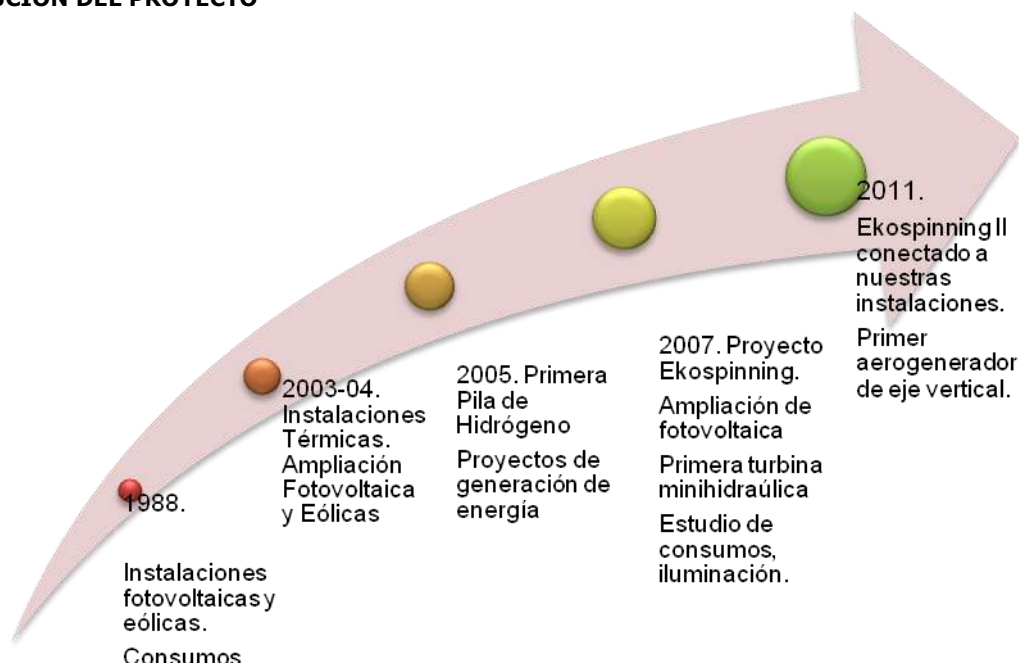 DEL PROYECTO
1988.
Instalaciones
fotovoltaicas y
eólicas.
Consumos
2003-04.
Instalaciones
Térmicas.
Ampliación
Fotovoltaica
y Eólicas
2005. Primera
Pila de
Hidrógeno
Proyectos de
generación de
energía
2007. Proyecto
Ekospinning.
Ampliación de
fotovoltaica
Primera turbina
minihidraúlica
Estudio de
consumos,
iluminación.
2011.
Ekospinning II
conectado a
nuestras
instalaciones.
Primer
aerogenerador
de eje vertical.